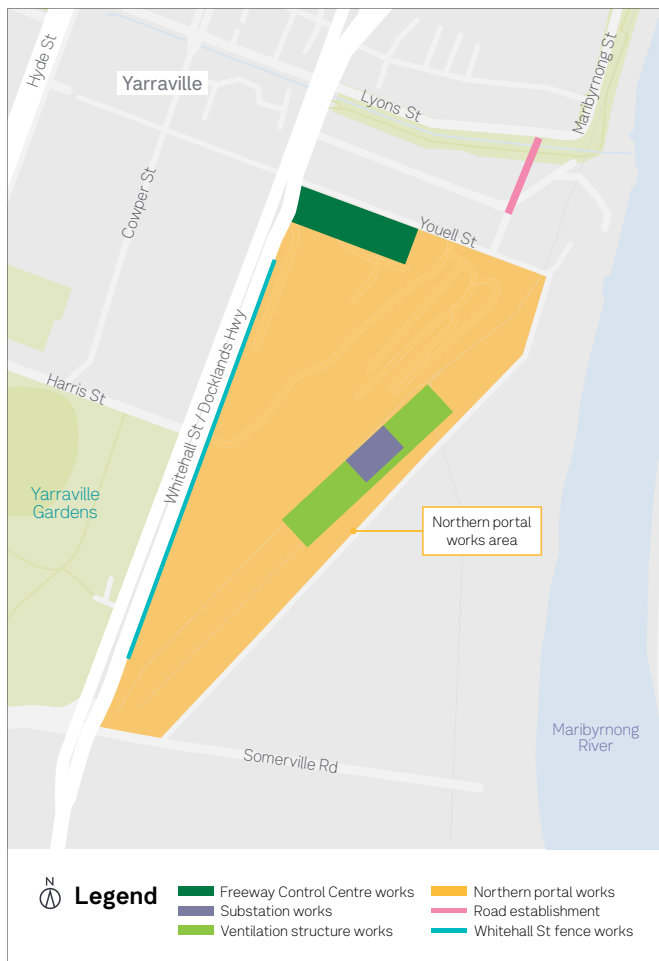 Hyde St
Yarraville
Lyons St
Maribyrnong St
Cowper St
Youell St
Whitehall St / Docklands Hwy
Harris St
Yarraville
Gardens
Northern portal
works area
Maribyrnong
River
Somerville Rd
N
Legend
Freeway Control Centre works
Substation works
Ventilation structure works
Northern portal works
Road establishment
Whitehall St fence works